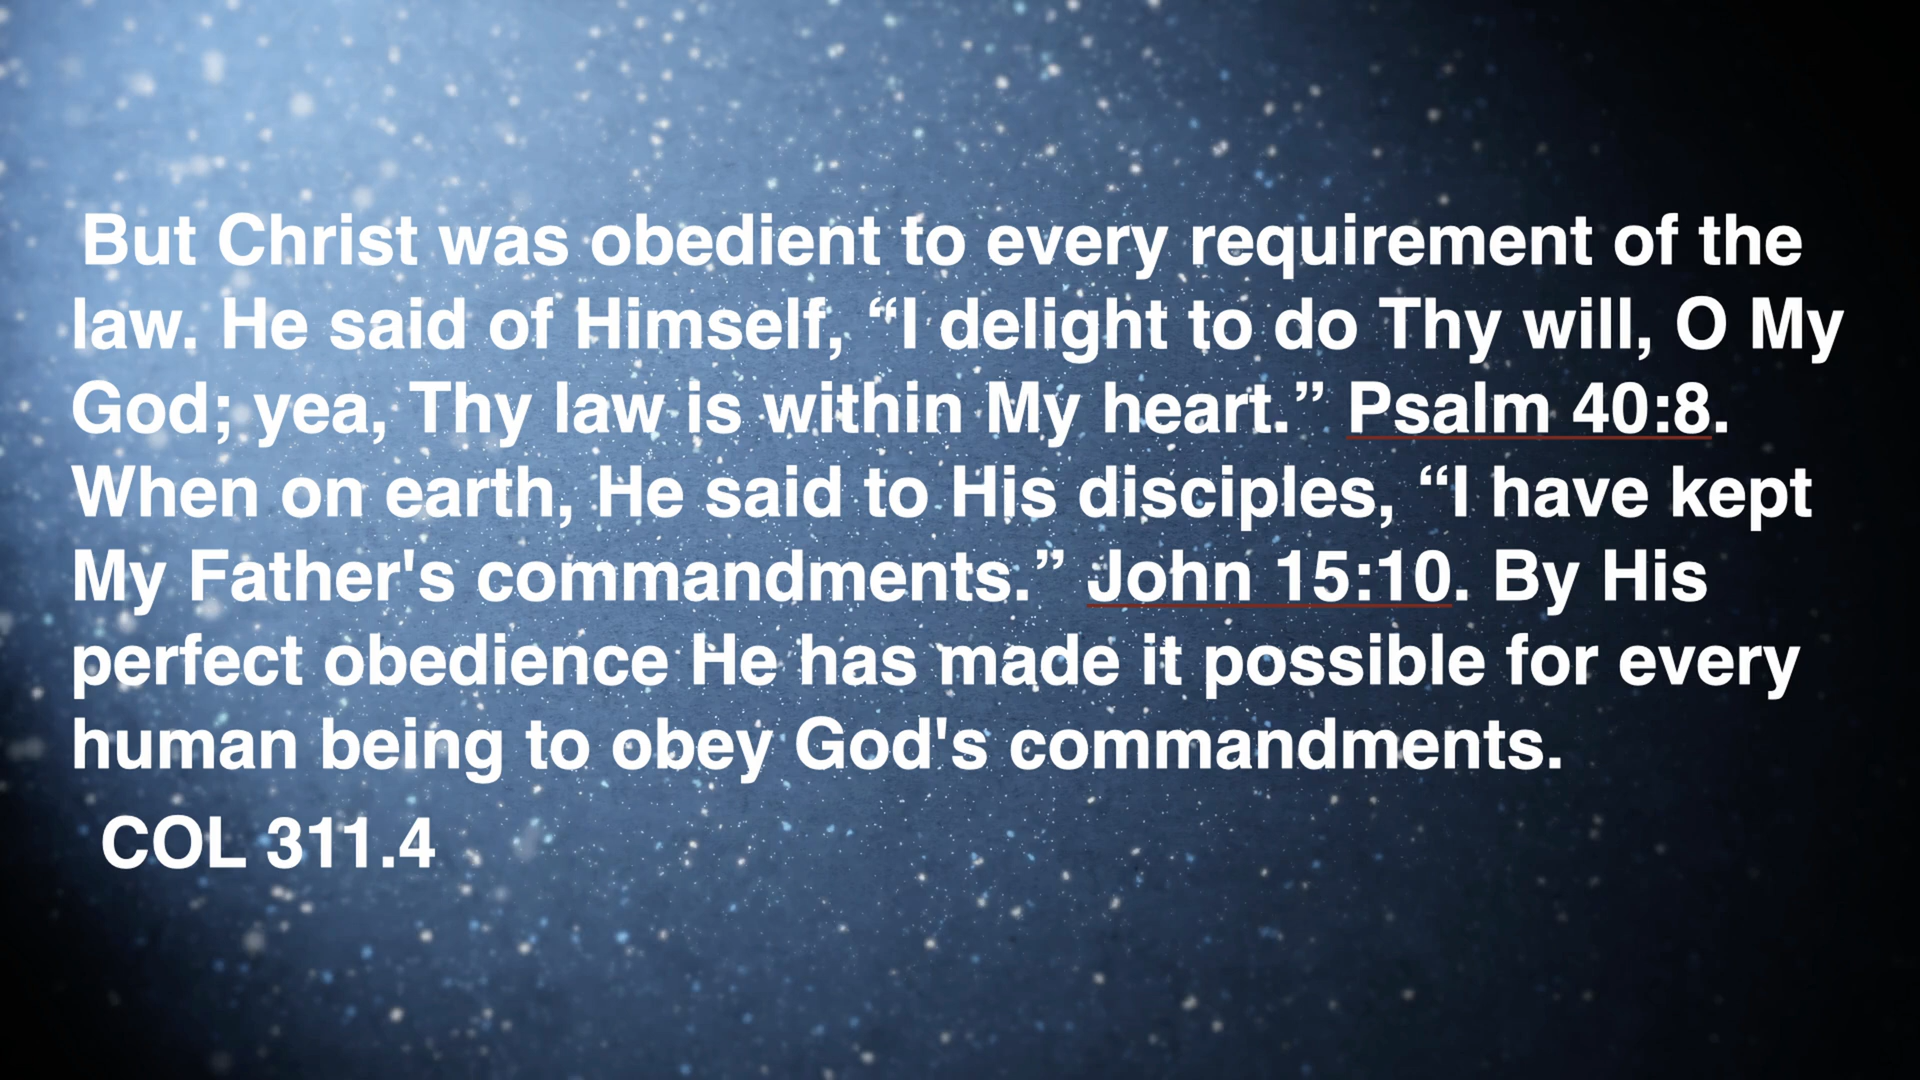 But Christ was obedient to every requirement of the
law. He said of Himself, “I delight to do Thy will, O My
God; yea, Thy law is within My heart.” Psalm 40:8.
When on earth, He said to His disciples, “I have kept
My Father's commandments.” John 15:10. By His
perfect obedience He has made it possible for every
human being to obey God's commandments.
COL 311.4